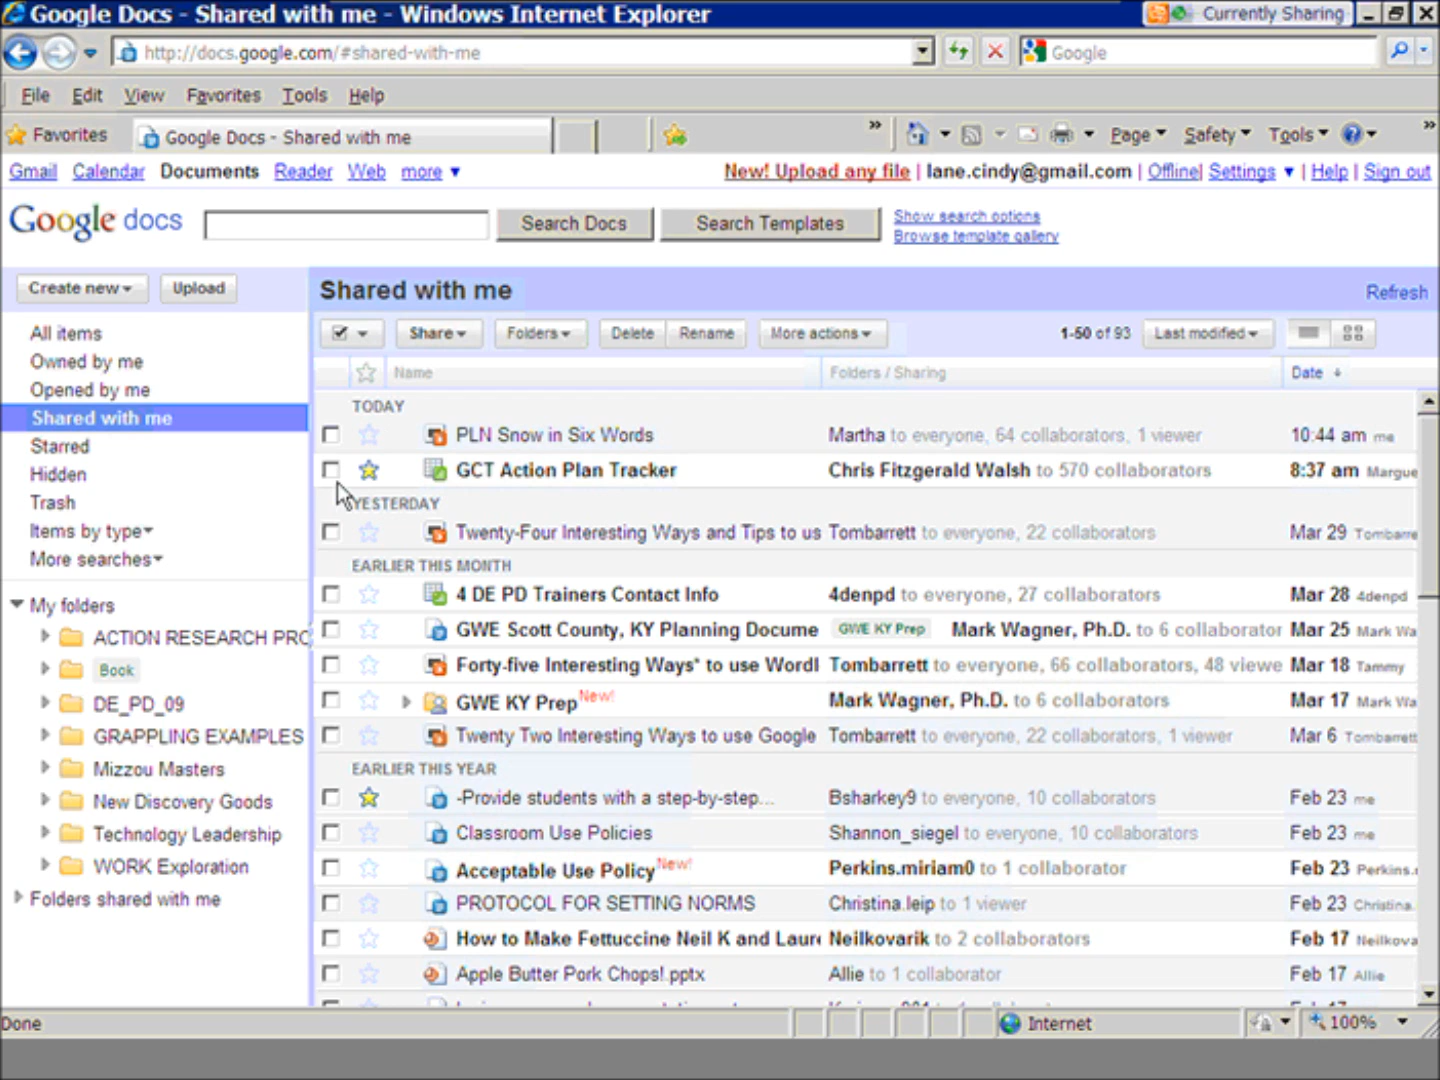 Google Docs - Shared with me - Windows Internet Explorer
Currently Sharing
http://docs.google.com/#shared-with-me
Google
File Edit View Favorites Tools Help
Favorites
Google Docs - Shared with me
Page Safety Tools
Gmail Calendar Documents Reader Web more
New! Upload any file | lane.cindy@gmail.com | Offline| Settings | Help | Sign out
Google docs
Search Docs
Search Templates
Show search options
Browse template gallery
Create new
Upload
Shared with me
Refresh
All items
Owned by me
Opened by me
Shared with me
Starred
Hidden
Trash
Items by type
More searches
My folders
ACTION RESEARCH PRO
Book
DE_PD_09
GRAPPLING EXAMPLES
Mizzou Masters
New Discovery Goods
Technology Leadership
WORK Exploration
Folders shared with me
Share Folders Delete Rename More actions 1-50 of 93 Last modified
Name Folders / Sharing Date
TODAY
PLN Snow in Six Words Martha to everyone, 64 collaborators, 1 viewer 10:44 am me
GCT Action Plan Tracker Chris Fitzgerald Walsh to 570 collaborators 8:37 am Margue
YESTERDAY
Twenty-Four Interesting Ways and Tips to us Tombarrett to everyone, 22 collaborators Mar 29 Tombarre
EARLIER THIS MONTH
4 DE PD Trainers Contact Info 4denpd to everyone, 27 collaborators Mar 28 4denpd
GWE Scott County, KY Planning Docume GWE KY Prep Mark Wagner, Ph.D. to 6 collaborator Mar 25 Mark Wa
Forty-five Interesting Ways* to use Wordl Tombarrett to everyone, 66 collaborators, 48 viewe Mar 18 Tammy
GWE KY Prep New! Mark Wagner, Ph.D. to 6 collaborators Mar 17 Mark Wa
Twenty Two Interesting Ways to use Google Tombarrett to everyone, 22 collaborators, 1 viewer Mar 6 Tombarrett
EARLIER THIS YEAR
-Provide students with a step-by-step... Bsharkey9 to everyone, 10 collaborators Feb 23 me
Classroom Use Policies Shannon_siegel to everyone, 10 collaborators Feb 23 me
Acceptable Use Policy New! Perkins.miriam0 to 1 collaborator Feb 23 Perkins.
PROTOCOL FOR SETTING NORMS Christina.leip to 1 viewer Feb 23 Christina.
How to Make Fettuccine Neil K and Laure Neilkovarik to 2 collaborators Feb 17 Neilkova
Apple Butter Pork Chops!.pptx Allie to 1 collaborator Feb 17 Allie
Done
Internet
100%